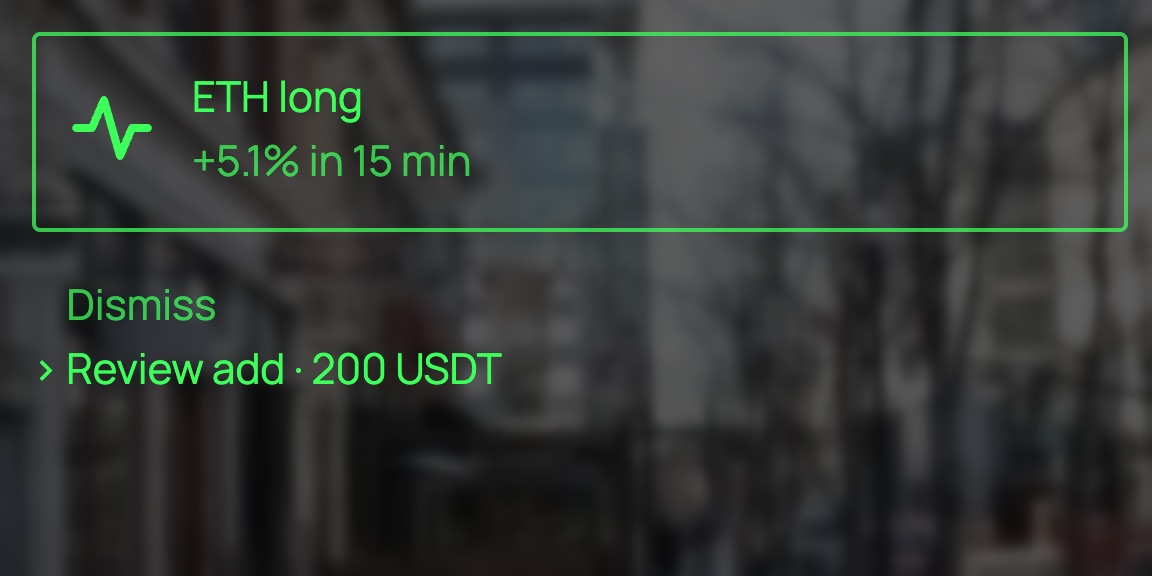 ETH long
+5.1% in 15 min
Dismiss
› Review add · 200 USDT